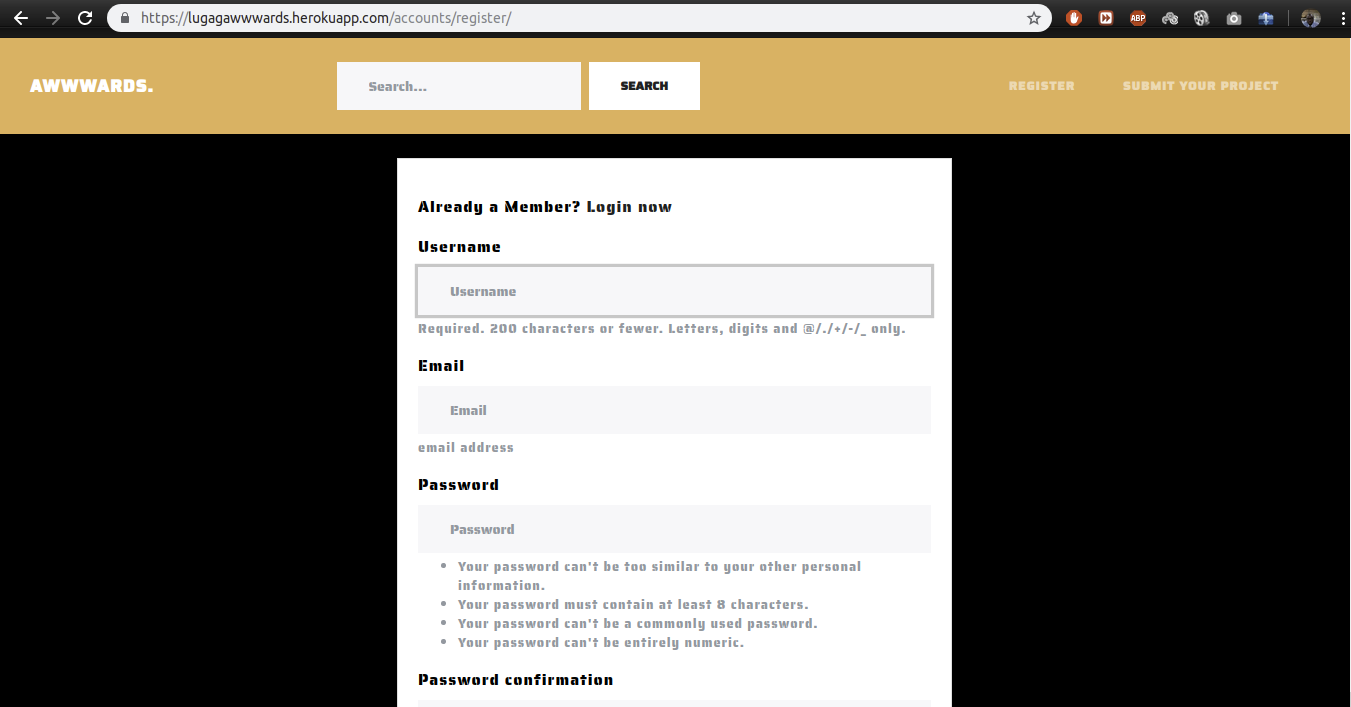 https://lugagawwwards.herokuapp.com/accounts/register/
ABP
AWWWARDS.
Search...
SEARCH
REGISTER
SUBMIT YOUR PROJECT
Already a Member? Login now
Username
Username
Required. 200 characters or fewer. Letters, digits and @/./+/-/_ only.
Email
Email
email address
Password
Password
Your password can't be too similar to your other personal
information.
Your password must contain at least 8 characters.
Your password can't be a commonly used password.
Your password can't be entirely numeric.
Password confirmation